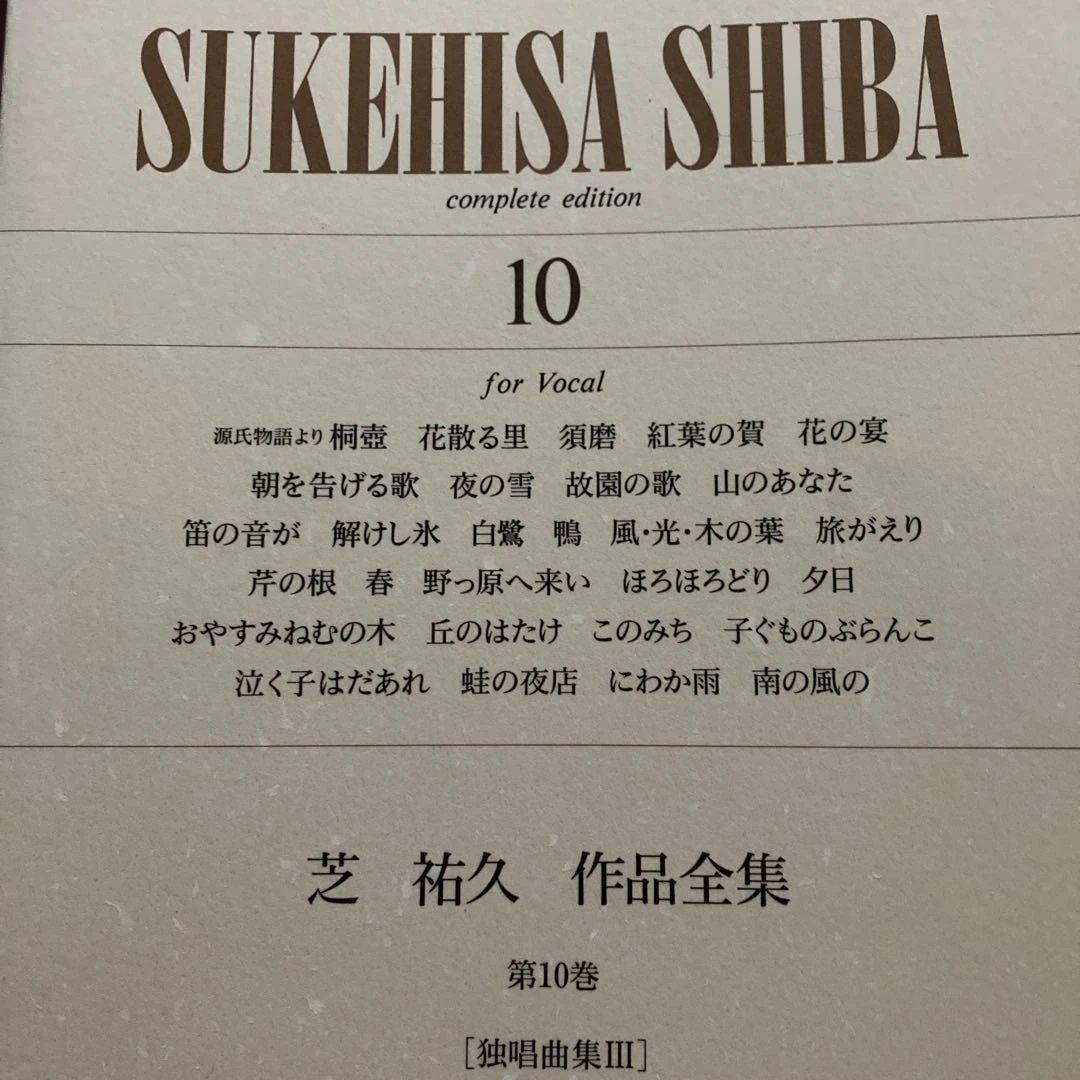 SUKEHISA SHIBA
complete edition
10
for Vocal
源氏物語より 桐壺　花散る里　須磨　紅葉の賀　花の宴
朝を告げる歌　夜の雪　故園の歌　山のあなた
笛の音が　解けし氷　白鷺　鴨　風・光・木の葉　旅がえり
芹の根　春　野っ原へ来い　ほろほろどり　夕日
おやすみねむの木　丘のはたけ　このみち　子ぐものぶらんこ
泣く子はだあれ　蛙の夜店　にわか雨　南の風の
芝　祐久　作品全集
第10巻
［独唱曲集III］